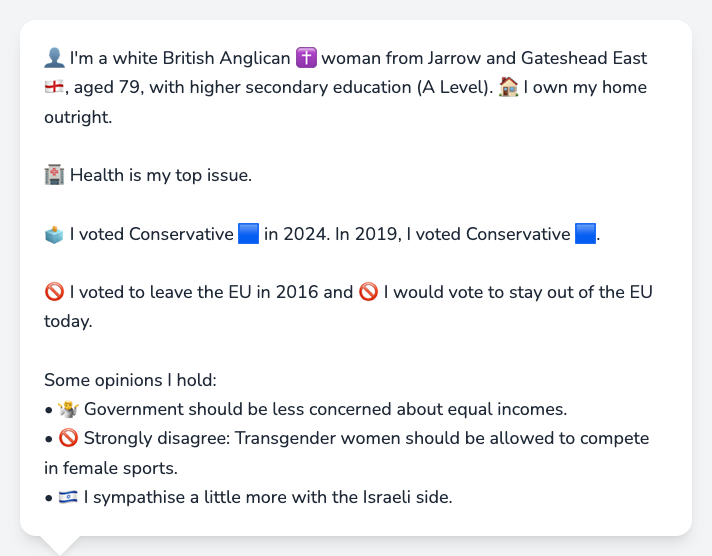 👤 I'm a white British Anglican ✝️ woman from Jarrow and Gateshead East
🏴󠁧󠁢󠁥󠁮󠁧󠁿, aged 79, with higher secondary education (A Level). 🏠 I own my home
outright.
🏥 Health is my top issue.
🗳️ I voted Conservative 🟦 in 2024. In 2019, I voted Conservative 🟦.
🚫 I voted to leave the EU in 2016 and 🚫 I would vote to stay out of the EU
today.
Some opinions I hold:
• 🤷 Government should be less concerned about equal incomes.
• 🚫 Strongly disagree: Transgender women should be allowed to compete
in female sports.
• 🇮🇱 I sympathise a little more with the Israeli side.